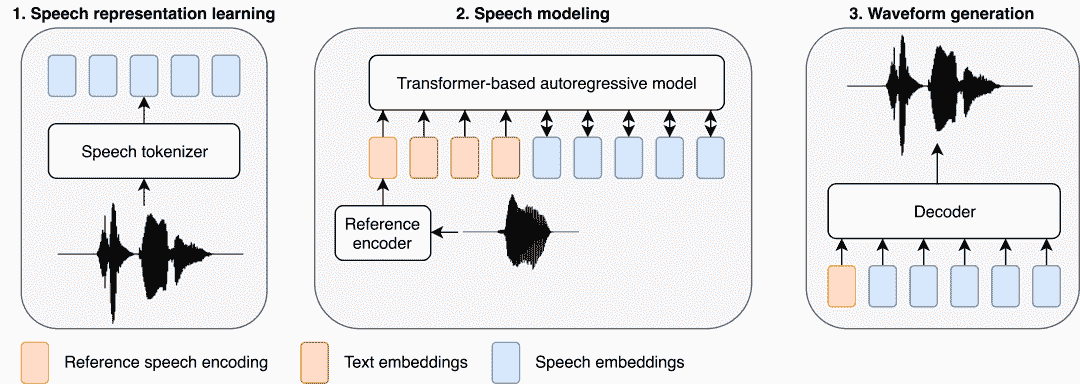 1. Speech representation learning
2. Speech modeling
3. Waveform generation
Speech tokenizer
Transformer-based autoregressive model
Reference
encoder
Decoder
Reference speech encoding
Text embeddings
Speech embeddings